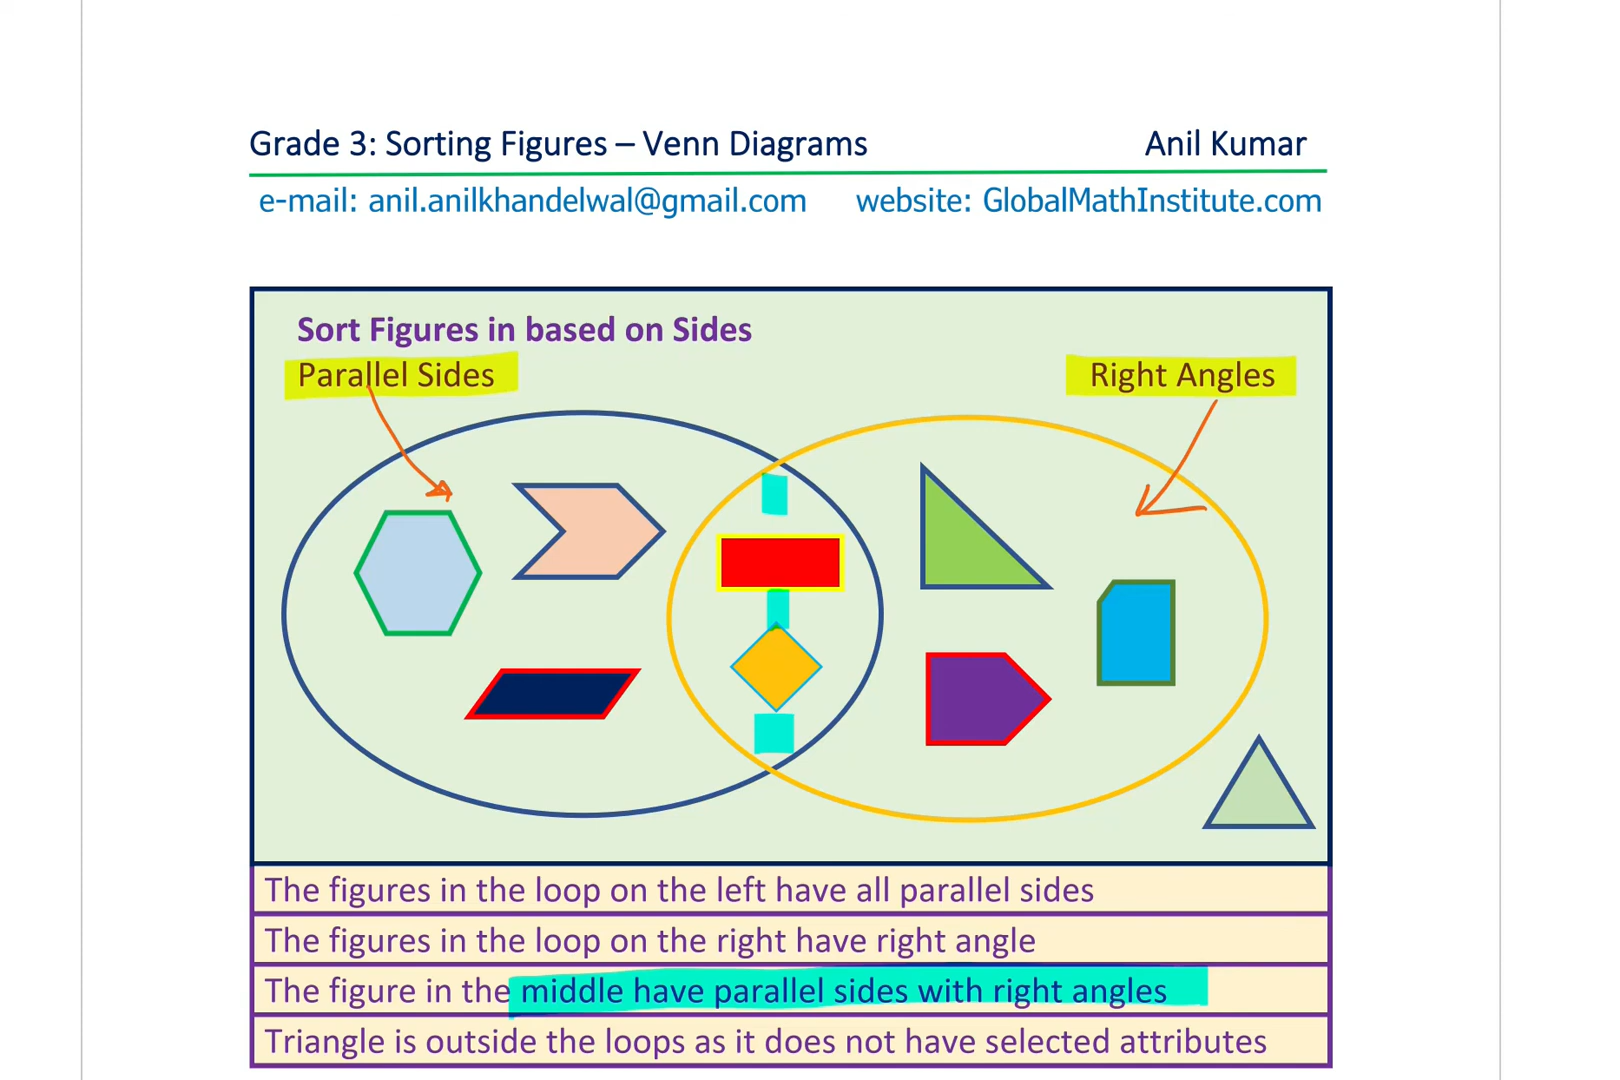 Grade 3: Sorting Figures – Venn Diagrams Anil Kumar
e-mail: anil.anilkhandelwal@gmail.com website: GlobalMathInstitute.com
Sort Figures in based on Sides
Parallel Sides Right Angles
The figures in the loop on the left have all parallel sides
The figures in the loop on the right have right angle
The figure in the middle have parallel sides with right angles
Triangle is outside the loops as it does not have selected attributes